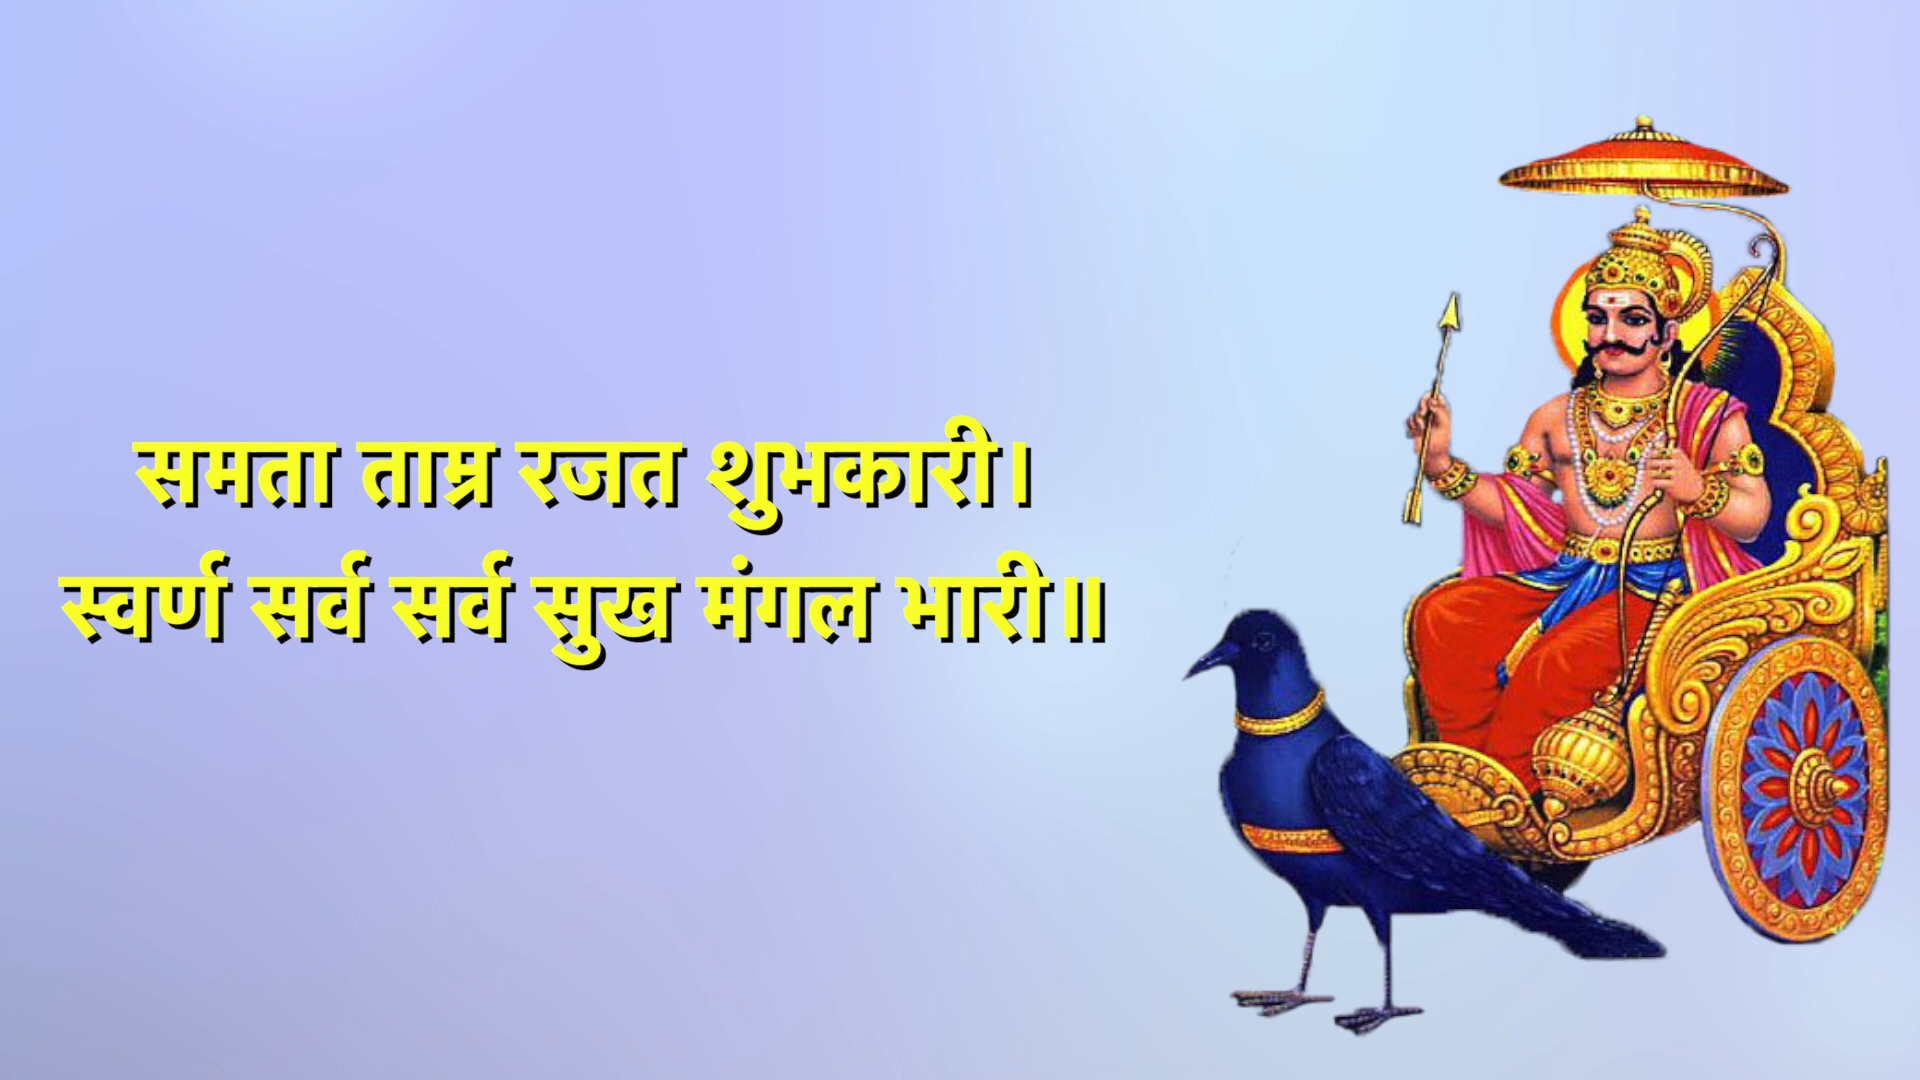 समता ताम्र रजत शुभकारी।
स्वर्ण सर्व सर्व सुख मंगल भारी॥